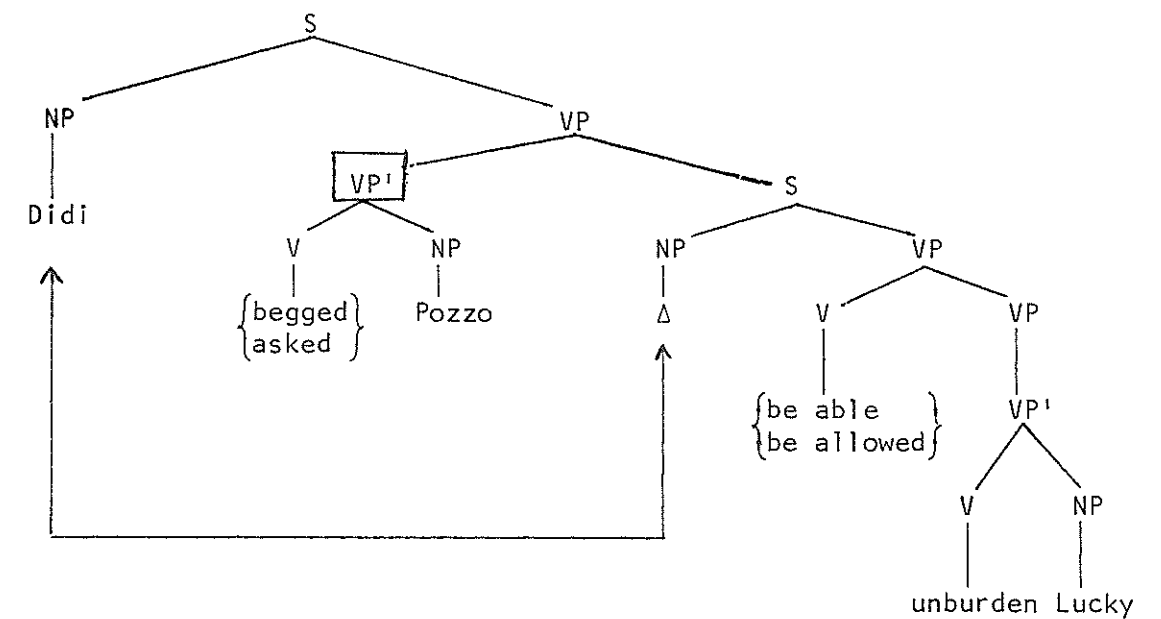 S
NP VP
VP' S
Didi
V NP NP VP
{begged} Pozzo Δ V VP
{asked}
{be able} VP'
{be allowed}
V NP
unburden Lucky